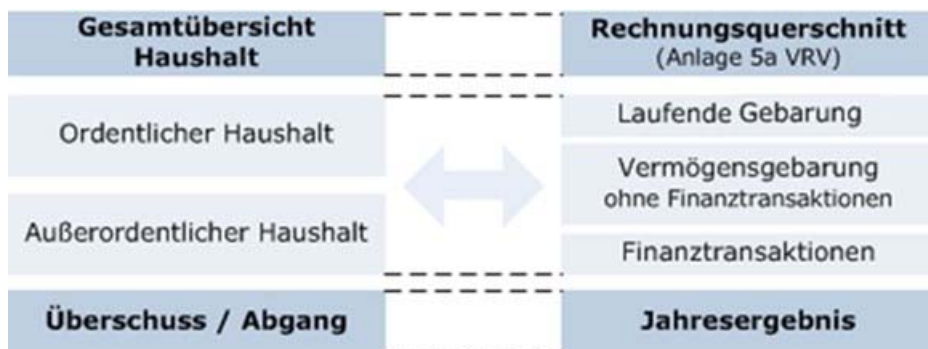 Gesamtübersicht
Haushalt
Ordentlicher Haushalt
Außerordentlicher Haushalt
Überschuss / Abgang
Rechnungsquerschnitt
(Anlage 5a VRV)
Laufende Gebarung
Vermögensgebarung
ohne Finanztransaktionen
Finanztransaktionen
Jahresergebnis